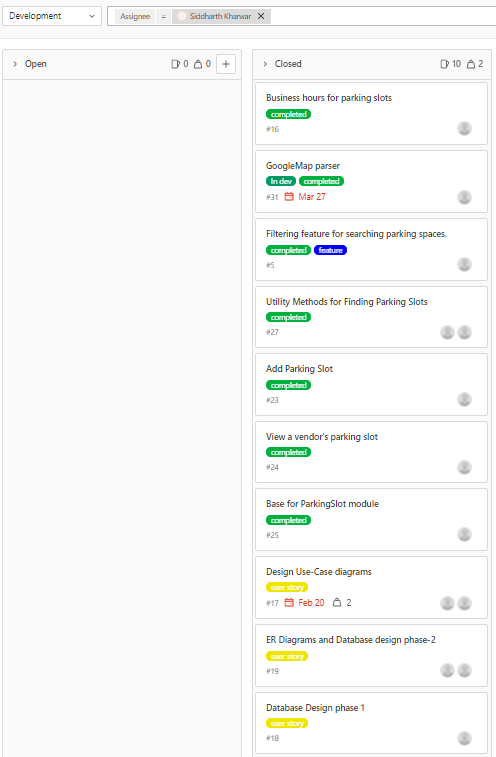 Development
Assignee = Siddharth Kharwar
Open 0 0
Closed 10 2
Business hours for parking slots
completed
#16
GoogleMap parser
In dev completed
#31 Mar 27
Filtering feature for searching parking spaces.
completed feature
#5
Utility Methods for Finding Parking Slots
completed
#27
Add Parking Slot
completed
#23
View a vendor's parking slot
completed
#24
Base for ParkingSlot module
completed
#25
Design Use-Case diagrams
user story
#17 Feb 20 2
ER Diagrams and Database design phase-2
user story
#19
Database Design phase 1
user story
#18